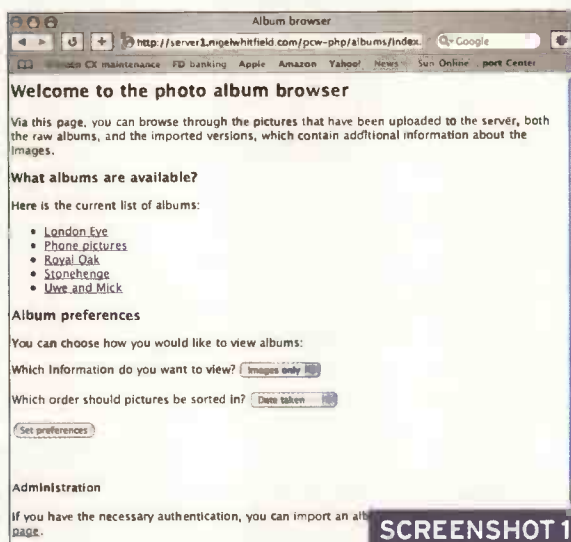 Album browser
http://server1.nigelwhitfield.com/pcw-php/albums/index. Q- Google
CX maintenance FD banking Apple Amazon Yahoo! News Sun Online port Center
Welcome to the photo album browser
Via this page, you can browse through the pictures that have been uploaded to the server, both
the raw albums, and the imported versions, which contain additional information about the
images.
What albums are available?
Here is the current list of albums:
• London Eye
• Phone pictures
• Royal Oak
• Stonehenge
• Uwe and Mick
Album preferences
You can choose how you would like to view albums:
Which information do you want to view? Images only
Which order should pictures be sorted in? Date taken
Set preferences
Administration
If you have the necessary authentication, you can import an alb
page.
SCREENSHOT 1